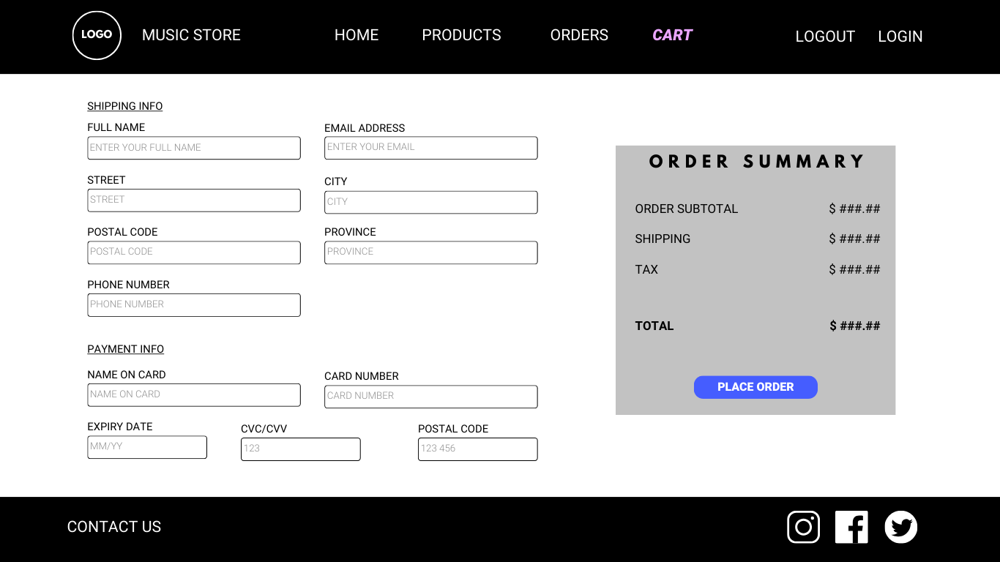 LOGO MUSIC STORE HOME PRODUCTS ORDERS CART LOGOUT LOGIN
SHIPPING INFO
FULL NAME EMAIL ADDRESS
ENTER YOUR FULL NAME ENTER YOUR EMAIL
STREET CITY
STREET CITY
POSTAL CODE PROVINCE
POSTAL CODE PROVINCE
PHONE NUMBER
PHONE NUMBER
PAYMENT INFO
NAME ON CARD CARD NUMBER
NAME ON CARD CARD NUMBER
EXPIRY DATE CVC/CVV POSTAL CODE
MM/YY 123 123 456
ORDER SUMMARY
ORDER SUBTOTAL $ ###.##
SHIPPING $ ###.##
TAX $ ###.##
TOTAL $ ###.##
PLACE ORDER
CONTACT US